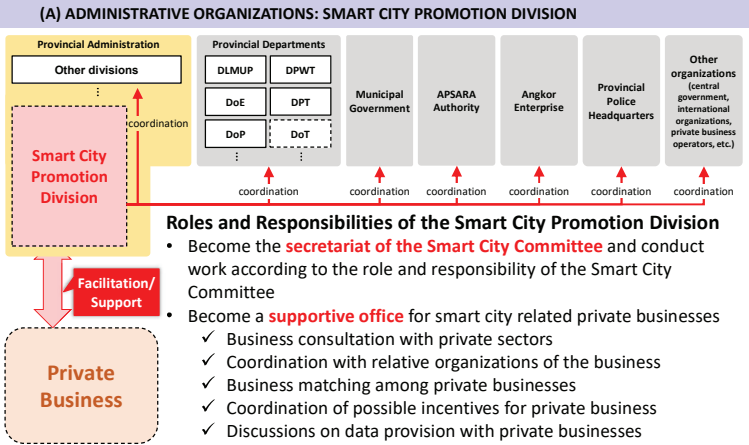 (A) ADMINISTRATIVE ORGANIZATIONS: SMART CITY PROMOTION DIVISION
Provincial Administration
Other divisions
⋮
coordination
Smart City
Promotion
Division
Provincial Departments
DLMUP
DPWT
DoE
DPT
DoP
DoT
⋮
⋮
Municipal
Government
APSARA
Authority
Angkor
Enterprise
Provincial
Police
Headquarters
Other
organizations
(central
government,
international
organizations,
private business
operators, etc.)
coordination
coordination
coordination
coordination
coordination
coordination
Facilitation/
Support
Private
Business
Roles and Responsibilities of the Smart City Promotion Division
• Become the secretariat of the Smart City Committee and conduct
work according to the role and responsibility of the Smart City
Committee
• Become a supportive office for smart city related private businesses
✓ Business consultation with private sectors
✓ Coordination with relative organizations of the business
✓ Business matching among private businesses
✓ Coordination of possible incentives for private business
✓ Discussions on data provision with private businesses